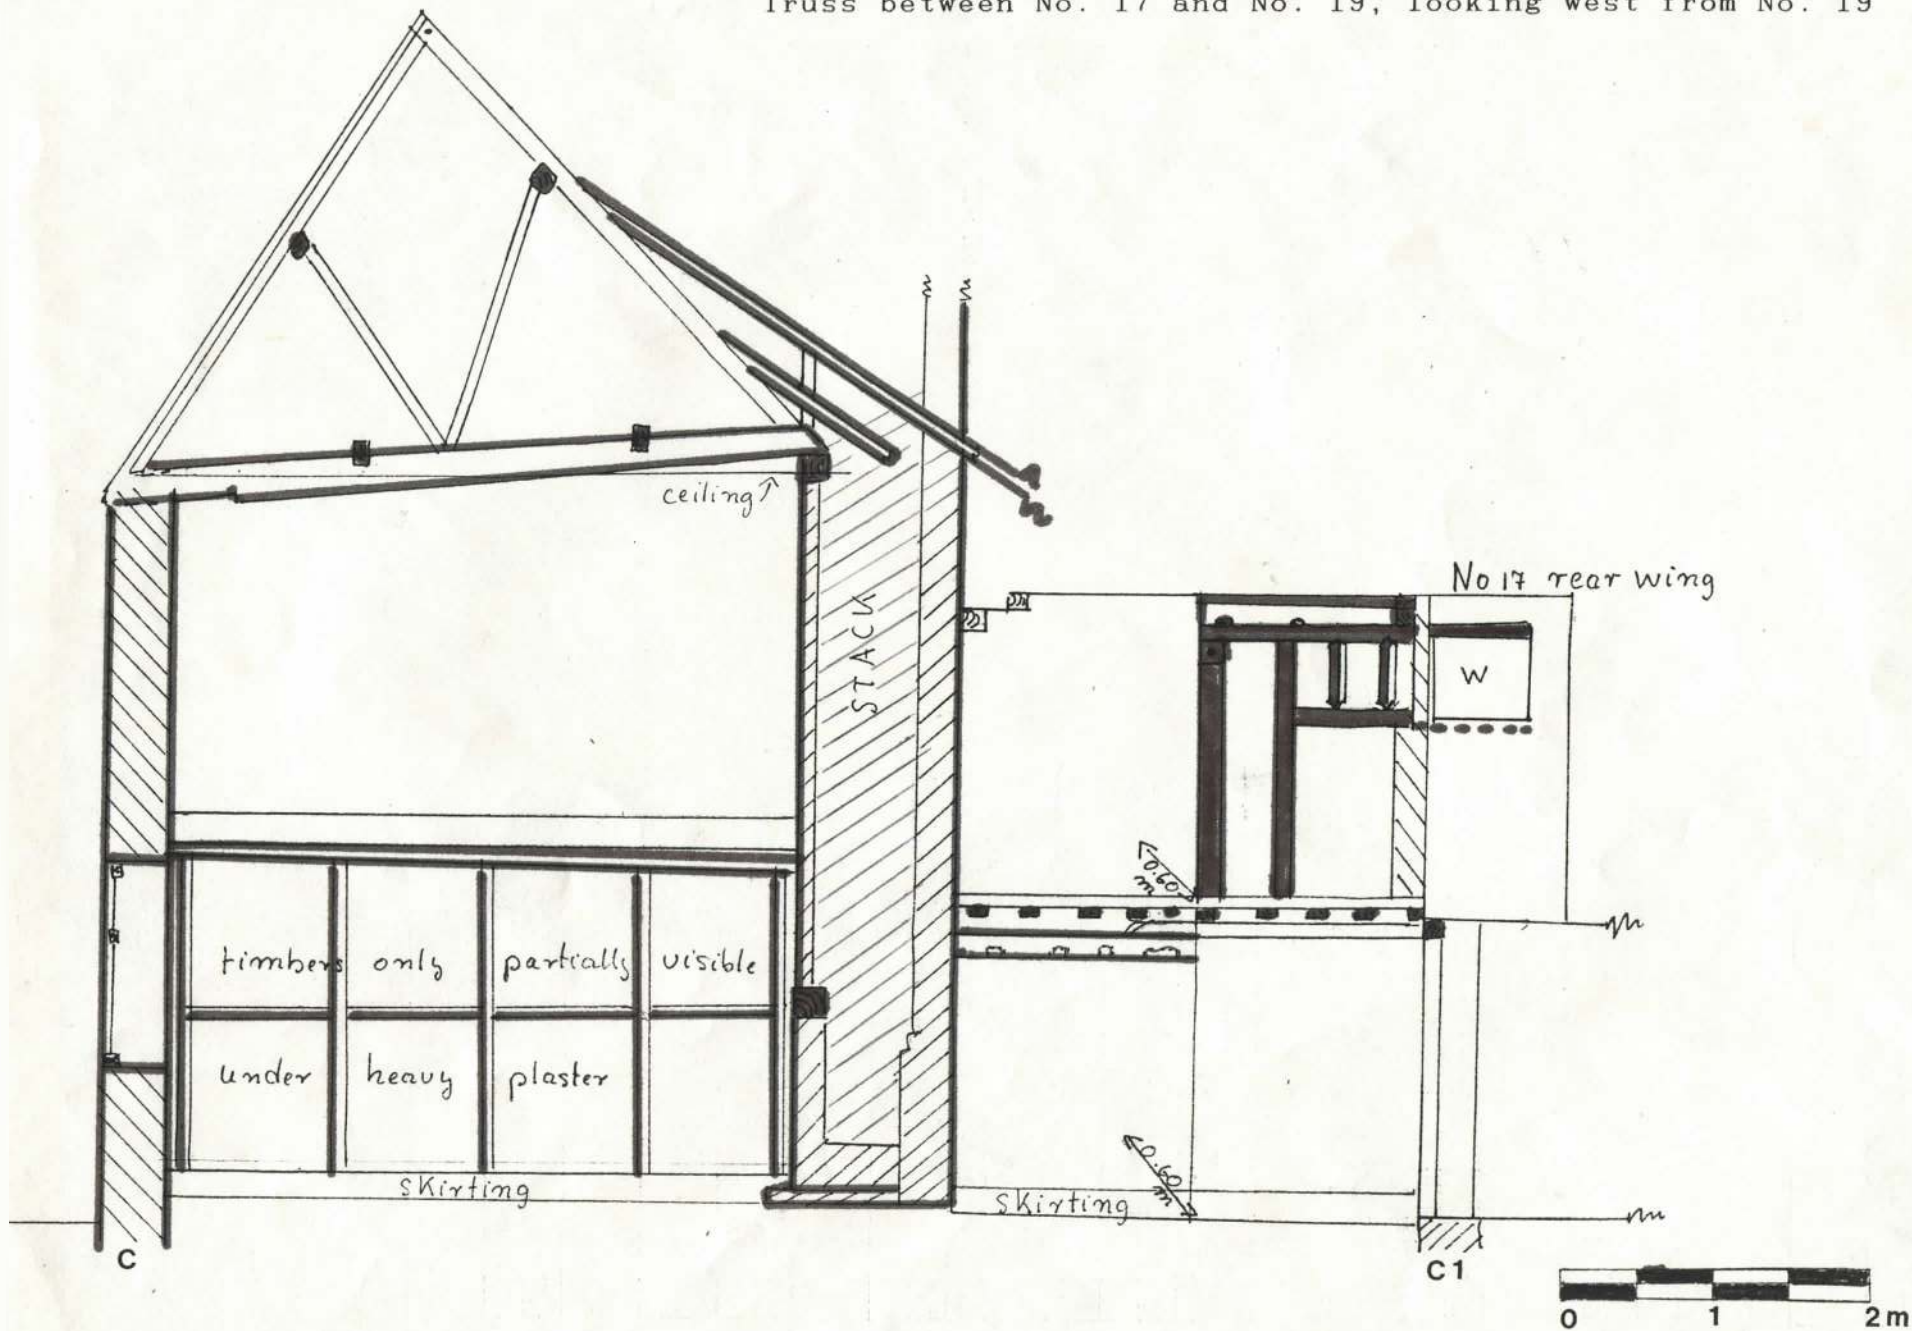 Truss between No. 17 and No. 19, looking west from No. 19
ceiling↑
No 17 rear wing
STACK
W
0.60 m
timbers only partially visible
under heavy plaster
0.60 m
skirting
skirting
C
C1
0 1 2m